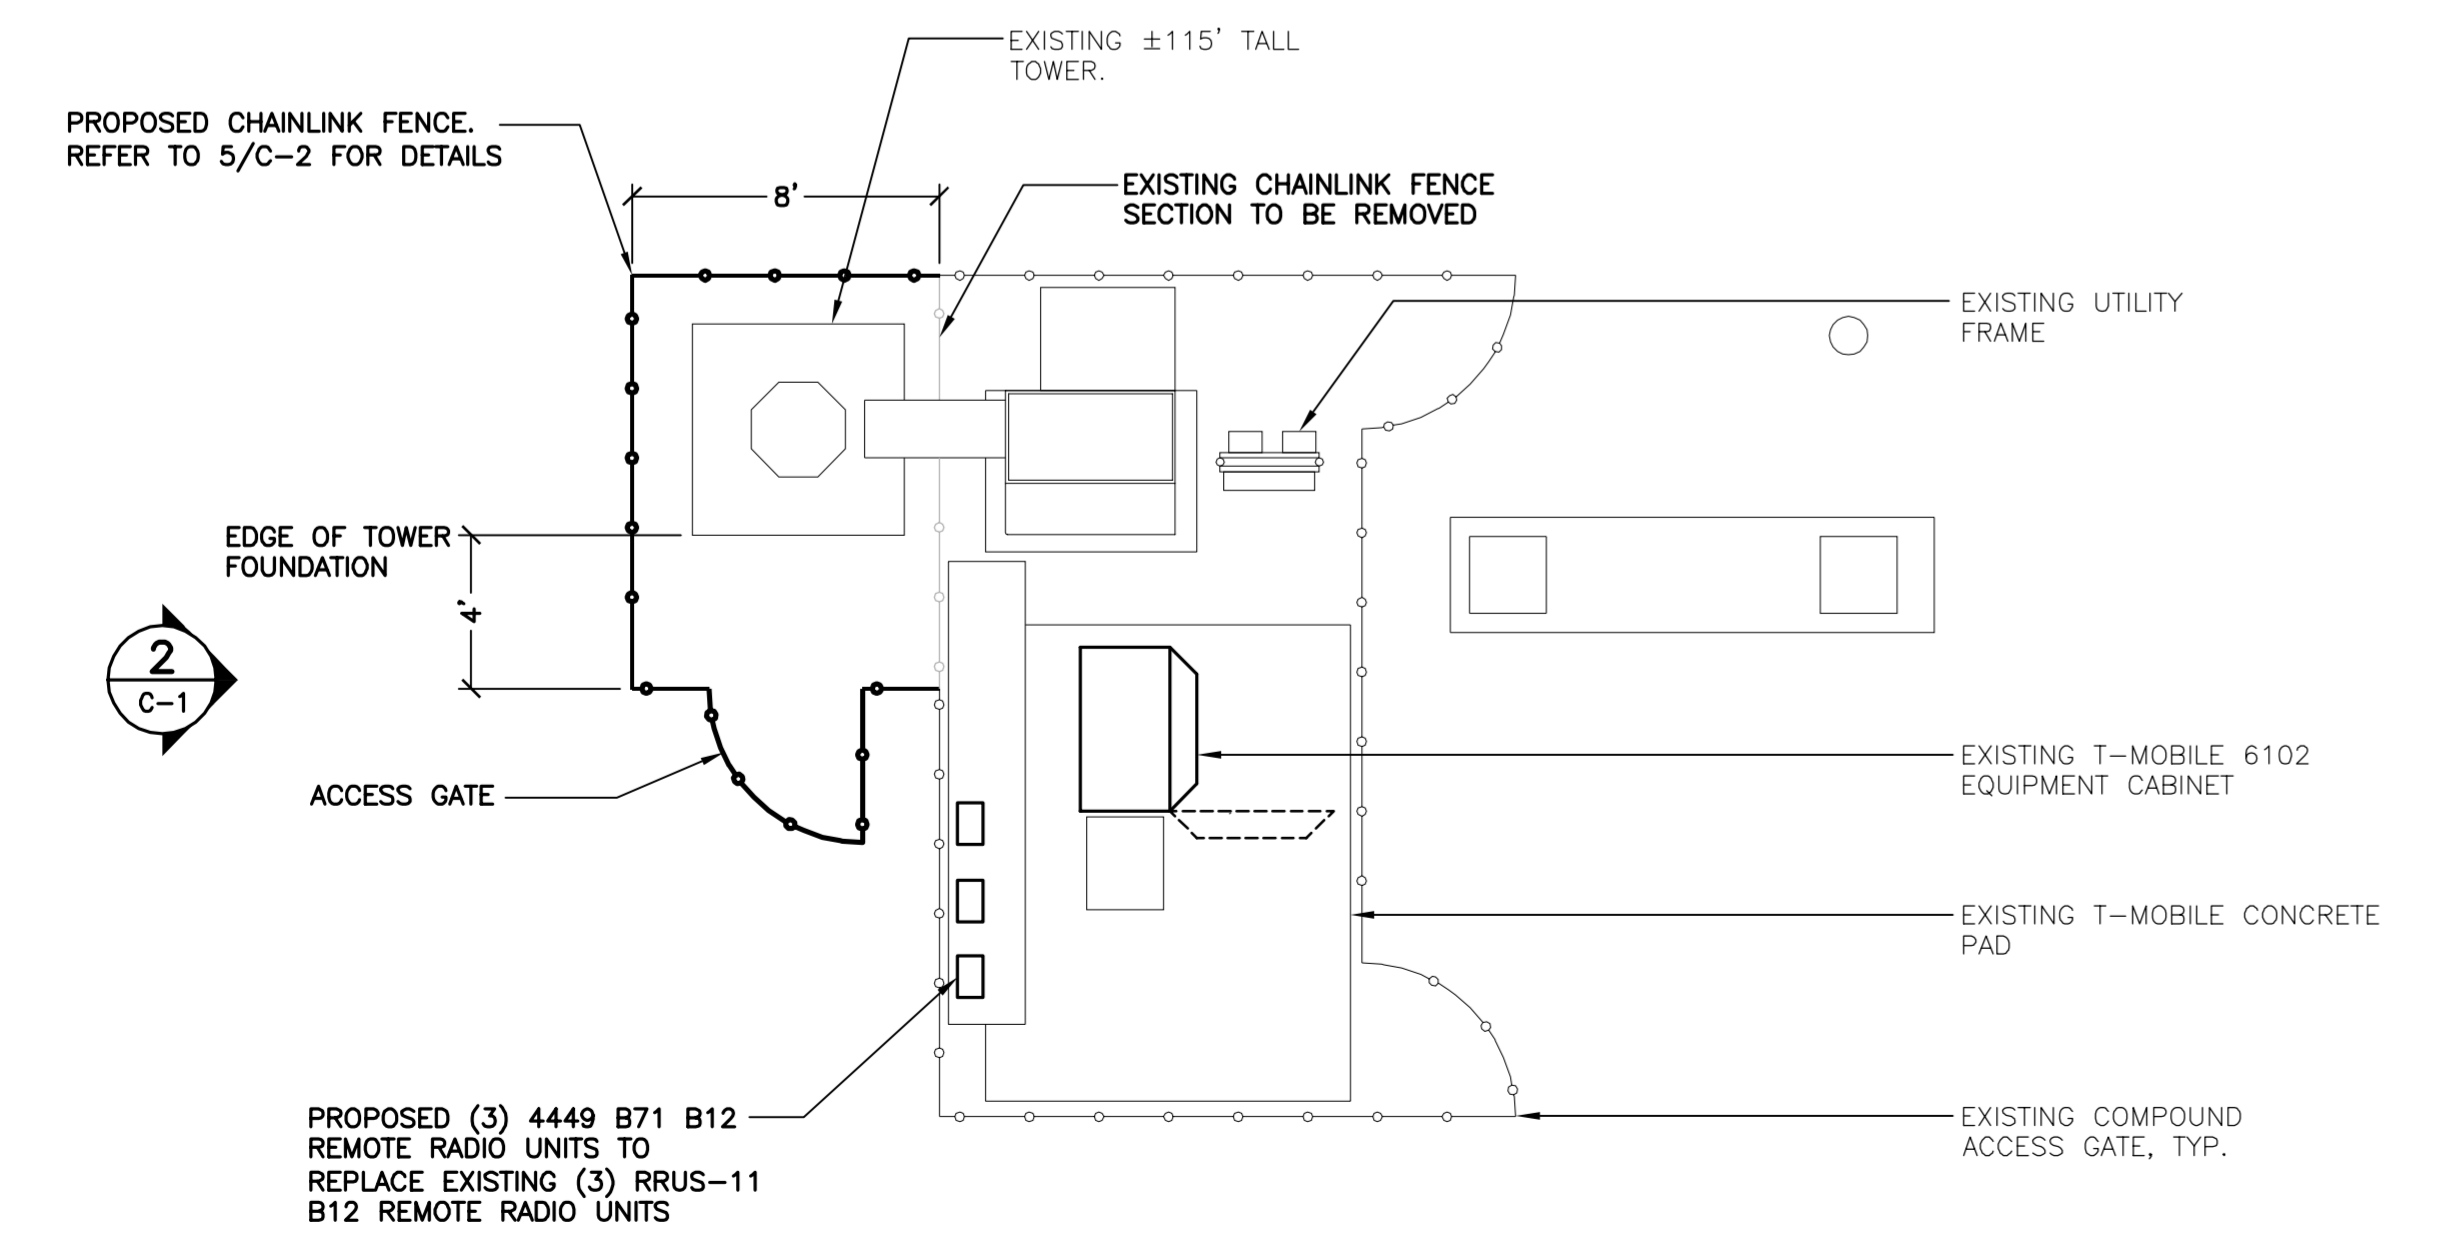 EXISTING ±115' TALL
TOWER.
PROPOSED CHAINLINK FENCE.
REFER TO 5/C-2 FOR DETAILS
8'
EXISTING CHAINLINK FENCE
SECTION TO BE REMOVED
EXISTING UTILITY
FRAME
EDGE OF TOWER
FOUNDATION
4'
2
C-1
ACCESS GATE
EXISTING T-MOBILE 6102
EQUIPMENT CABINET
EXISTING T-MOBILE CONCRETE
PAD
PROPOSED (3) 4449 B71 B12
REMOTE RADIO UNITS TO
REPLACE EXISTING (3) RRUS-11
B12 REMOTE RADIO UNITS
EXISTING COMPOUND
ACCESS GATE, TYP.